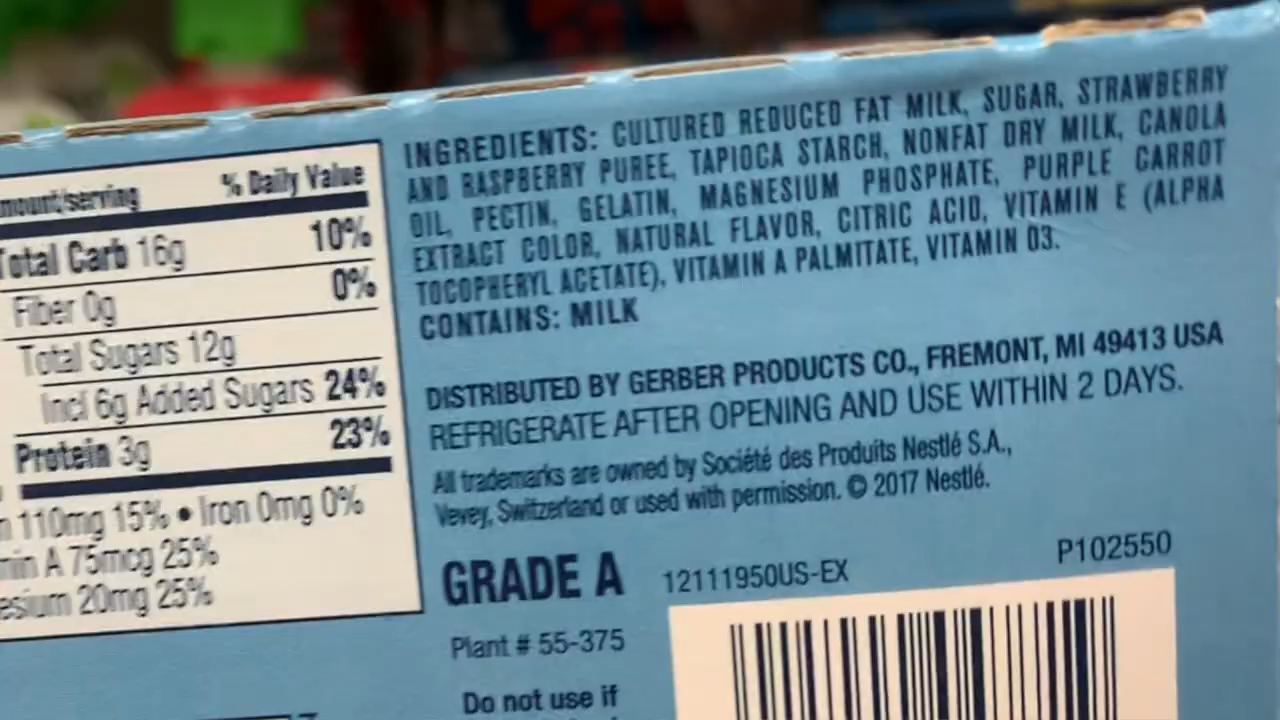 mount/serving % Daily Value
Total Carb 16g 10%
Fiber 0g 0%
Total Sugars 12g
Incl 6g Added Sugars 24%
Protein 3g 23%
110mg 15% • Iron 0mg 0%
min A 75mcg 25%
esium 20mg 25%
INGREDIENTS: CULTURED REDUCED FAT MILK, SUGAR, STRAWBERRY
AND RASPBERRY PUREE, TAPIOCA STARCH, NONFAT DRY MILK, CANOLA
OIL, PECTIN, GELATIN, MAGNESIUM PHOSPHATE, PURPLE CARROT
EXTRACT COLOR, NATURAL FLAVOR, CITRIC ACID, VITAMIN E (ALPHA
TOCOPHERYL ACETATE), VITAMIN A PALMITATE, VITAMIN D3.
CONTAINS: MILK
DISTRIBUTED BY GERBER PRODUCTS CO., FREMONT, MI 49413 USA
REFRIGERATE AFTER OPENING AND USE WITHIN 2 DAYS.
All trademarks are owned by Société des Produits Nestlé S.A.,
Vevey, Switzerland or used with permission. © 2017 Nestlé.
GRADE A 12111950US-EX P102550
Plant # 55-375
Do not use if